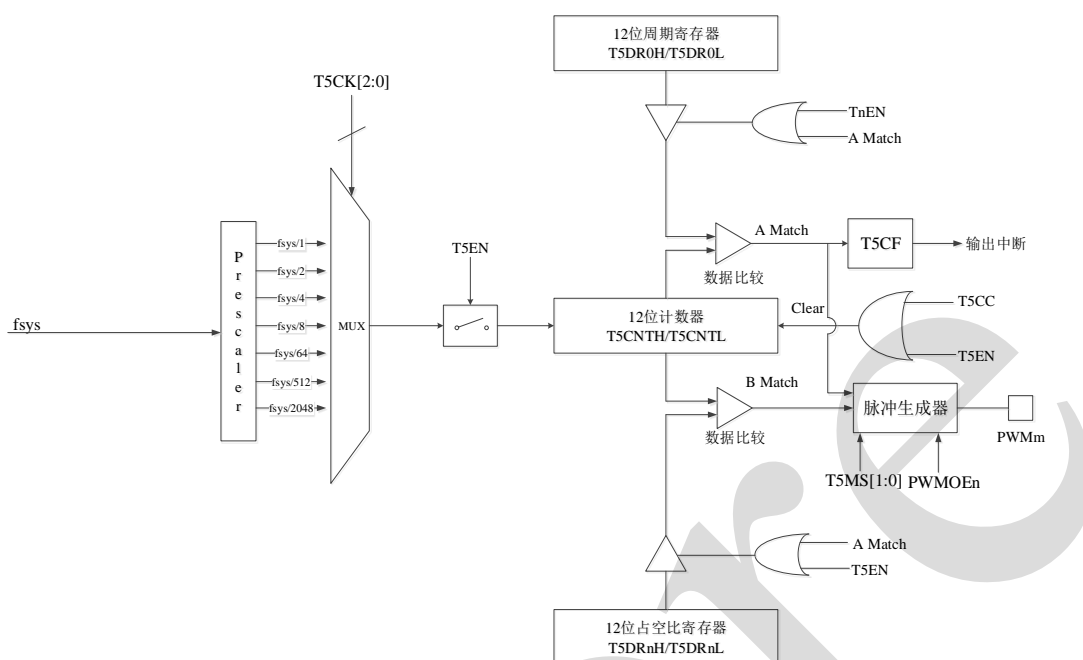 12位周期寄存器
T5DR0H/T5DR0L
T5CK[2:0]
TnEN
A Match
Prescaler
fsys/1
fsys/2
fsys/4
fsys/8
fsys/64
fsys/512
fsys/2048
fsys
MUX
T5EN
A Match
数据比较
T5CF
输出中断
12位计数器
T5CNTH/T5CNTL
Clear
T5CC
T5EN
B Match
数据比较
脉冲生成器
PWMm
T5MS[1:0]
PWMOEn
A Match
T5EN
12位占空比寄存器
T5DRnH/T5DRnL